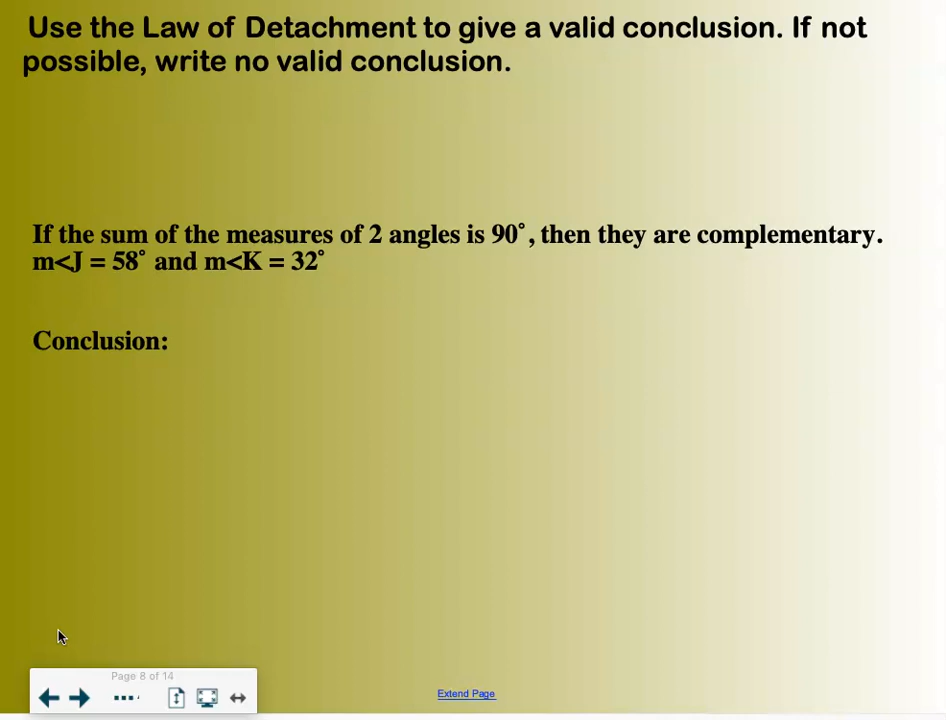 Use the Law of Detachment to give a valid conclusion. If not
possible, write no valid conclusion.
If the sum of the measures of 2 angles is 90°, then they are complementary.
m<J = 58° and m<K = 32°
Conclusion:
Page 8 of 14
Extend Page